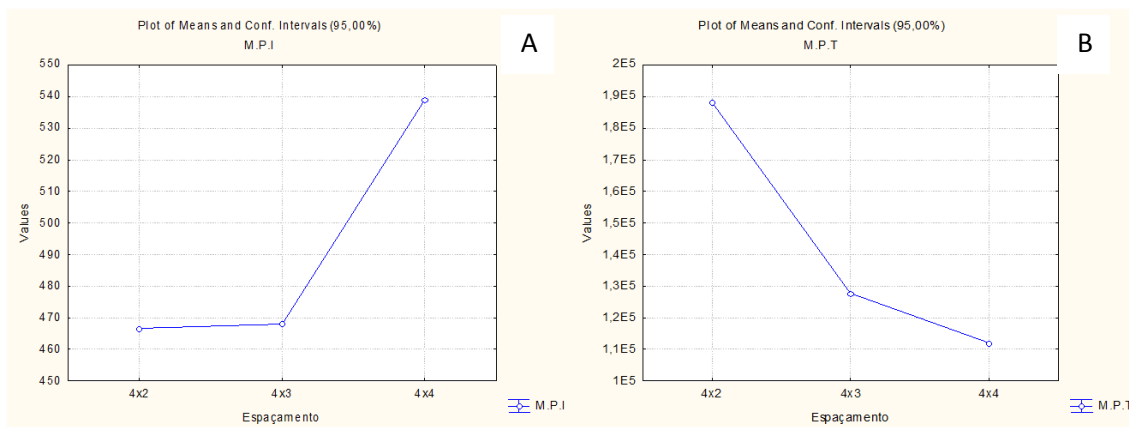 Plot of Means and Conf. Intervals (95,00%)
M.P.I
A
550
540
530
520
510
500
490
480
470
460
450
Values
4x2 4x3 4x4
Espaçamento
M.P.I
Plot of Means and Conf. Intervals (95,00%)
M.P.T
B
2E5
1,9E5
1,8E5
1,7E5
1,6E5
1,5E5
1,4E5
1,3E5
1,2E5
1,1E5
1E5
Values
4x2 4x3 4x4
Espaçamento
M.P.T